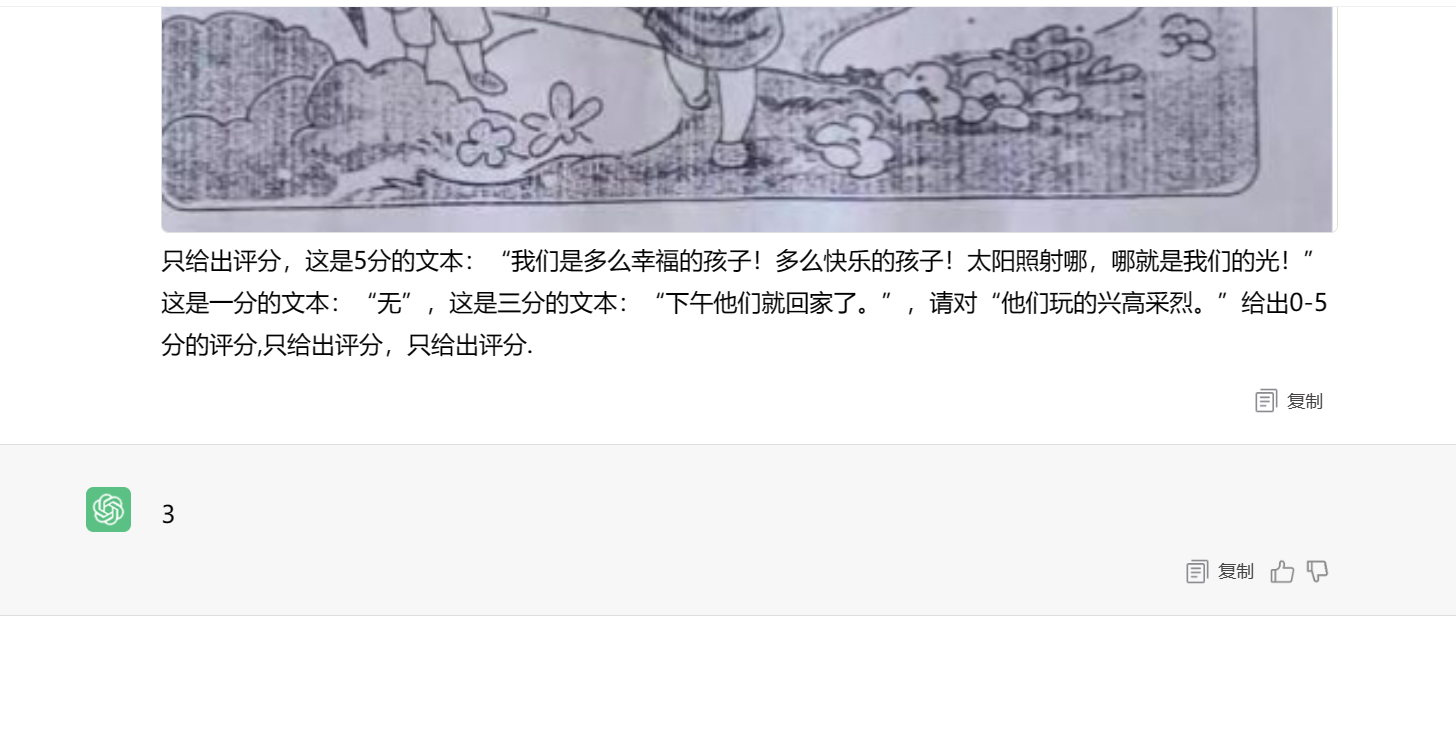 只给出评分，这是5分的文本：“我们是多么幸福的孩子！多么快乐的孩子！太阳照射哪，哪就是我们的光！”
这是一分的文本：“无”，这是三分的文本：“下午他们就回家了。”，请对“他们玩的兴高采烈。”给出0-5
分的评分,只给出评分，只给出评分.
复制
3
复制